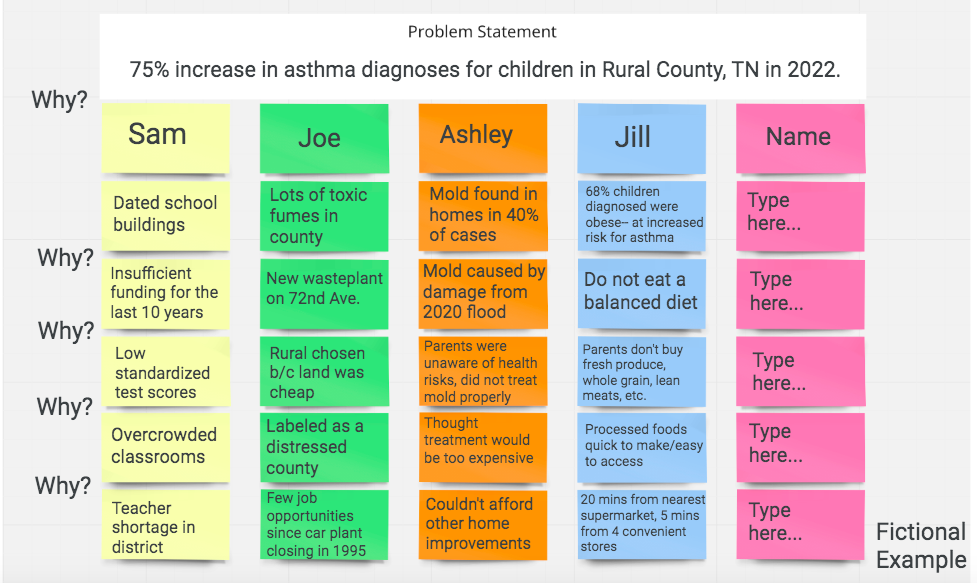 Problem Statement
75% increase in asthma diagnoses for children in Rural County, TN in 2022.
Why?
Sam
Joe
Ashley
Jill
Name
Dated school
buildings
Lots of toxic
fumes in
county
Mold found in
homes in 40%
of cases
68% children
diagnosed were
obese-- at increased
risk for asthma
Type
here...
Why?
Insufficient
funding for the
last 10 years
New wasteplant
on 72nd Ave.
Mold caused by
damage from
2020 flood
Do not eat a
balanced diet
Type
here...
Why?
Low
standardized
test scores
Rural chosen
b/c land was
cheap
Parents were
unaware of health
risks, did not treat
mold properly
Parents don't buy
fresh produce,
whole grain, lean
meats, etc.
Type
here...
Why?
Overcrowded
classrooms
Labeled as a
distressed
county
Thought
treatment would
be too expensive
Processed foods
quick to make/easy
to access
Type
here...
Why?
Teacher
shortage in
district
Few job
opportunities
since car plant
closing in 1995
Couldn't afford
other home
improvements
20 mins from nearest
supermarket, 5 mins
from 4 convenient
stores
Type
here...
Fictional
Example